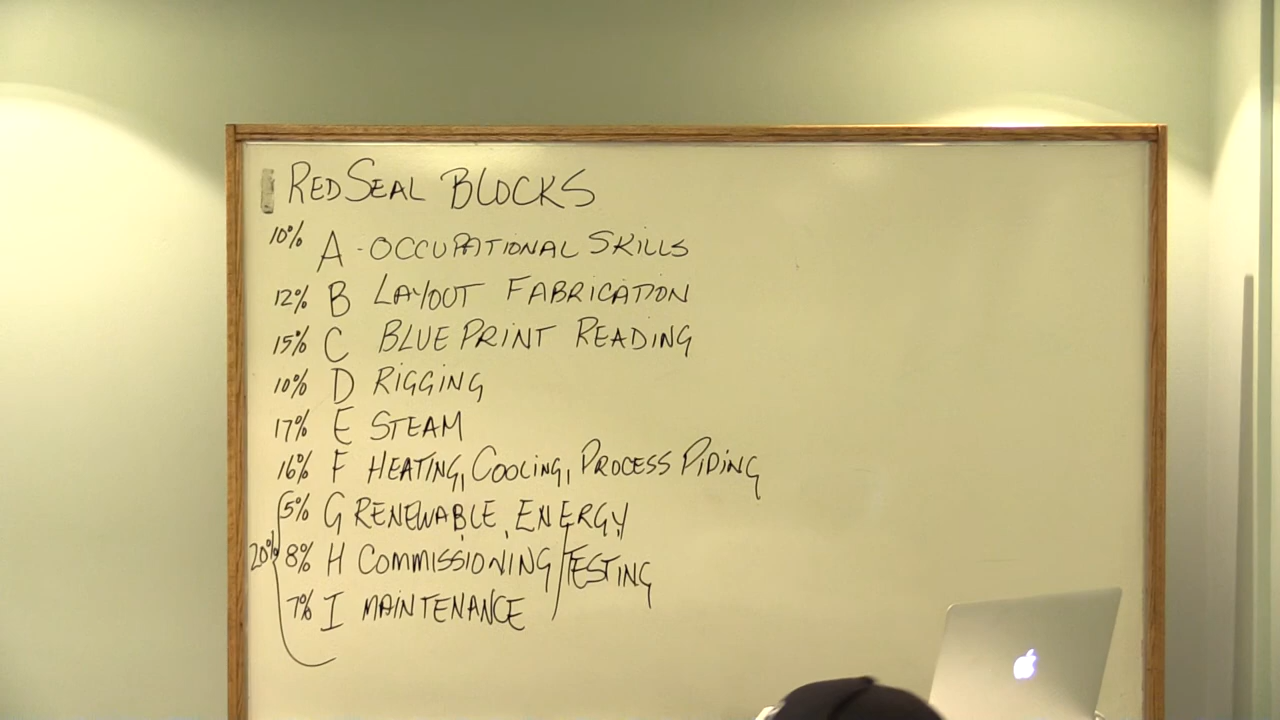 RED SEAL BLOCKS
10% A - OCCUPATIONAL SKILLS
12% B LAYOUT FABRICATION
15% C BLUE PRINT READING
10% D RIGGING
17% E STEAM
16% F HEATING, COOLING, PROCESS PIPING
5% G RENEWABLE ENERGY
20% 8% H COMMISSIONING/TESTING
7% I MAINTENANCE